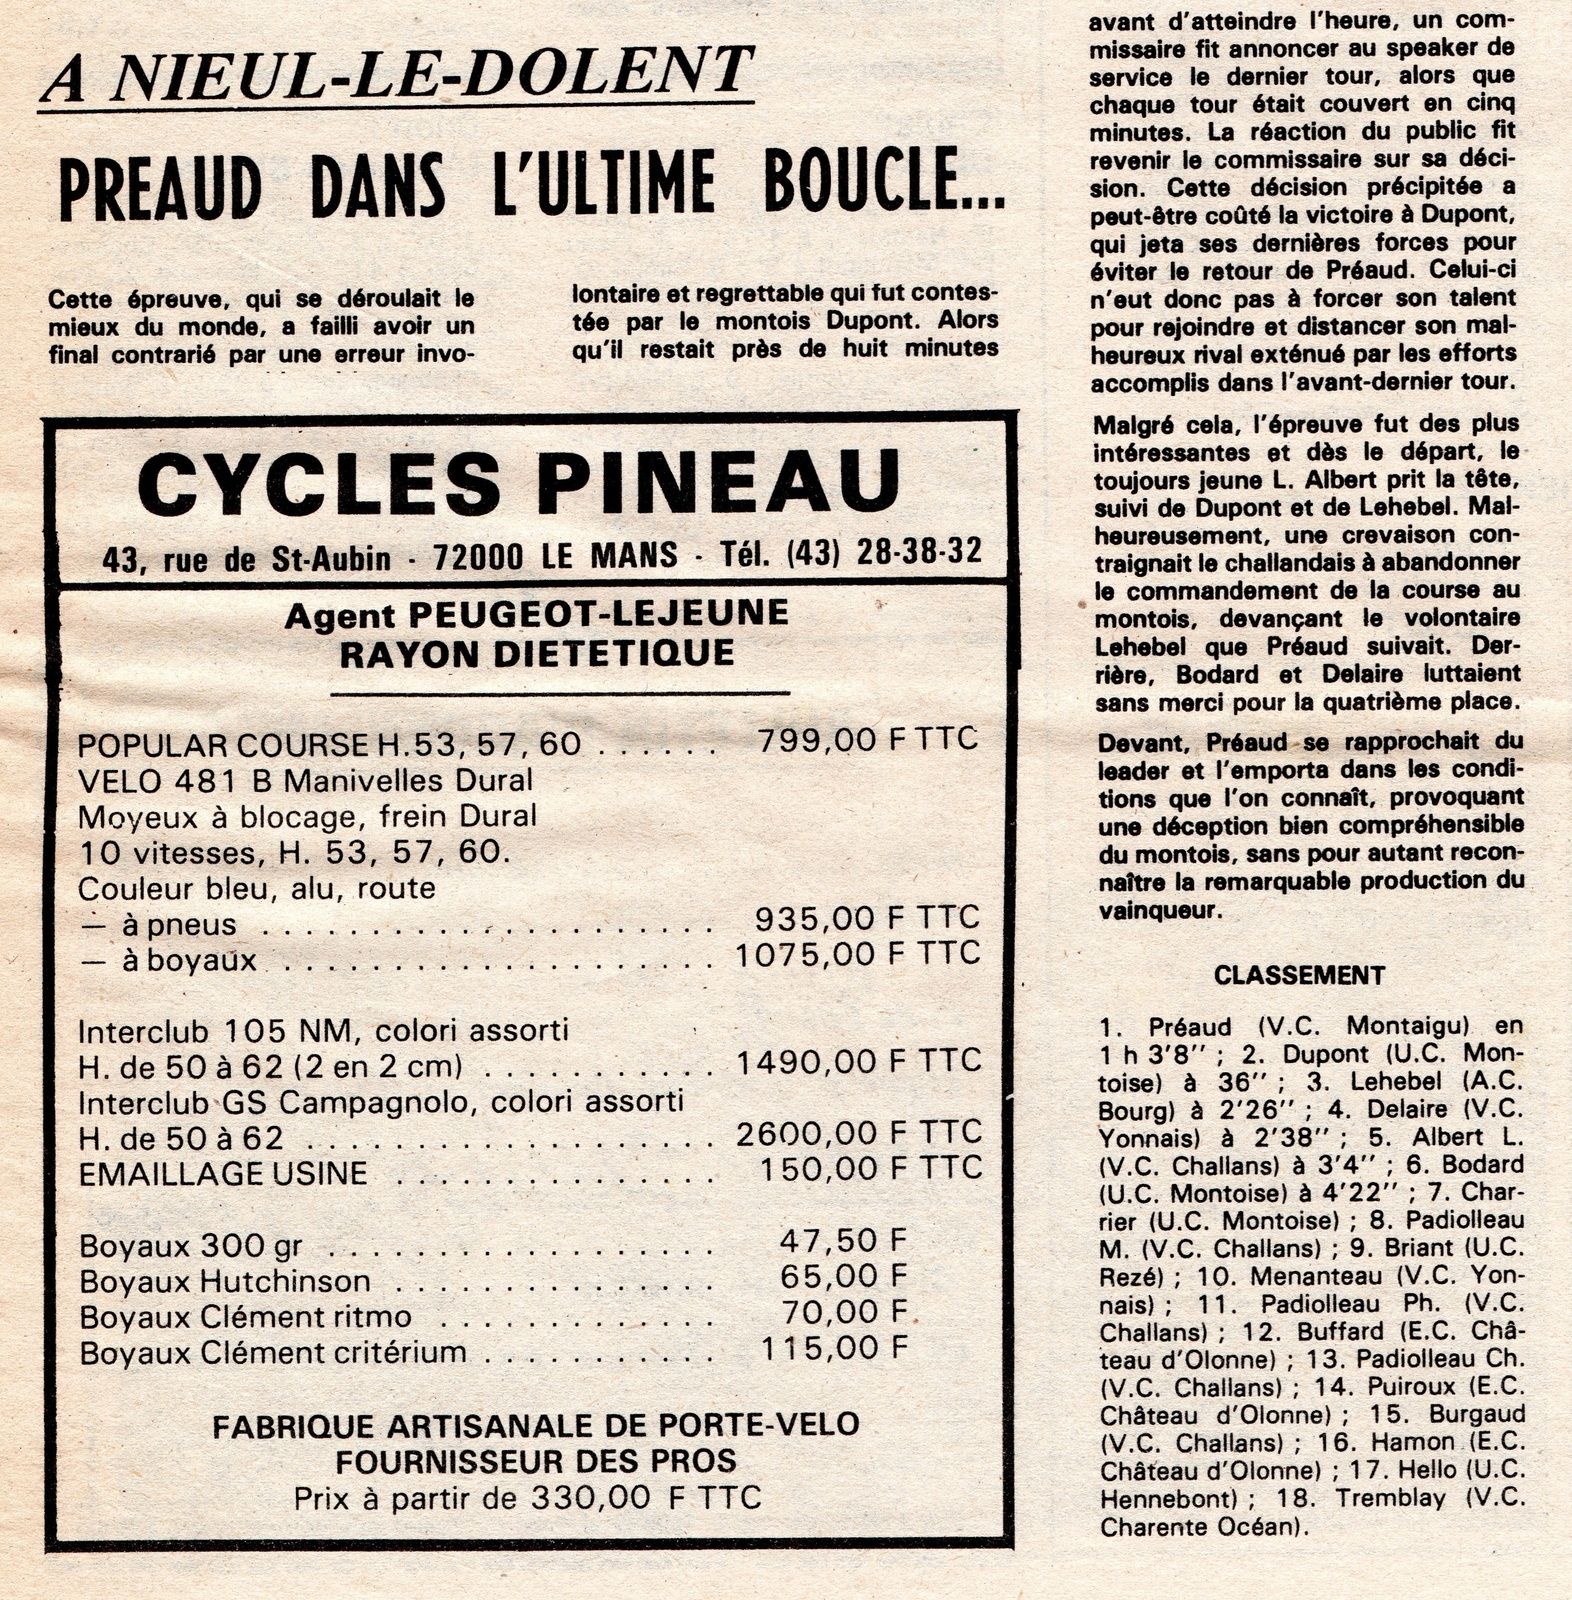 A NIEUL-LE-DOLENT
PREAUD DANS L'ULTIME BOUCLE...
Cette épreuve, qui se déroulait le
mieux du monde, a failli avoir un
final contrarié par une erreur invo-
lontaire et regrettable qui fut contes-
tée par le montois Dupont. Alors
qu'il restait près de huit minutes
avant d'atteindre l'heure, un com-
missaire fit annoncer au speaker de
service le dernier tour, alors que
chaque tour était couvert en cinq
minutes. La réaction du public fit
revenir le commissaire sur sa déci-
sion. Cette décision précipitée a
peut-être coûté la victoire à Dupont,
qui jeta ses dernières forces pour
éviter le retour de Préaud. Celui-ci
n'eut donc pas à forcer son talent
pour rejoindre et distancer son mal-
heureux rival exténué par les efforts
accomplis dans l'avant-dernier tour.
Malgré cela, l'épreuve fut des plus
intéressantes et dès le départ, le
toujours jeune L. Albert prit la tête,
suivi de Dupont et de Lehebel. Mal-
heureusement, une crevaison con-
traignait le challandais à abandonner
le commandement de la course au
montois, devançant le volontaire
Lehebel que Préaud suivait. Der-
rière, Bodard et Delaire luttaient
sans merci pour la quatrième place.
Devant, Préaud se rapprochait du
leader et l'emporta dans les condi-
tions que l'on connaît, provoquant
une déception bien compréhensible
du montois, sans pour autant recon-
naître la remarquable production du
vainqueur.
CLASSEMENT
1. Préaud (V.C. Montaigu) en
1 h 3'8'' ; 2. Dupont (U.C. Mon-
toise) à 36'' ; 3. Lehebel (A.C.
Bourg) à 2'26'' ; 4. Delaire (V.C.
Yonnais) à 2'38'' ; 5. Albert L.
(V.C. Challans) à 3'4'' ; 6. Bodard
(U.C. Montoise) à 4'22'' ; 7. Char-
rier (U.C. Montoise) ; 8. Padiolleau
M. (V.C. Challans) ; 9. Briant (U.C.
Rezé) ; 10. Menanteau (V.C. Yon-
nais) ; 11. Padiolleau Ph. (V.C.
Challans) ; 12. Buffard (E.C. Châ-
teau d'Olonne) ; 13. Padiolleau Ch.
(V.C. Challans) ; 14. Puiroux (E.C.
Château d'Olonne) ; 15. Burgaud
(V.C. Challans) ; 16. Hamon (E.C.
Château d'Olonne) ; 17. Hello (U.C.
Hennebont) ; 18. Tremblay (V.C.
Charente Océan).
CYCLES PINEAU
43, rue de St-Aubin - 72000 LE MANS - Tél. (43) 28-38-32
Agent PEUGEOT-LEJEUNE
RAYON DIETETIQUE
POPULAR COURSE H.53, 57, 60 ...... 799,00 F TTC
VELO 481 B Manivelles Dural
Moyeux à blocage, frein Dural
10 vitesses, H. 53, 57, 60.
Couleur bleu, alu, route
— à pneus ..................... 935,00 F TTC
— à boyaux .................... 1075,00 F TTC
Interclub 105 NM, colori assorti
H. de 50 à 62 (2 en 2 cm) ........... 1490,00 F TTC
Interclub GS Campagnolo, colori assorti
H. de 50 à 62 ................... 2600,00 F TTC
EMAILLAGE USINE ............... 150,00 F TTC
Boyaux 300 gr .................. 47,50 F
Boyaux Hutchinson ............... 65,00 F
Boyaux Clément ritmo ............. 70,00 F
Boyaux Clément critérium ........... 115,00 F
FABRIQUE ARTISANALE DE PORTE-VELO
FOURNISSEUR DES PROS
Prix à partir de 330,00 F TTC